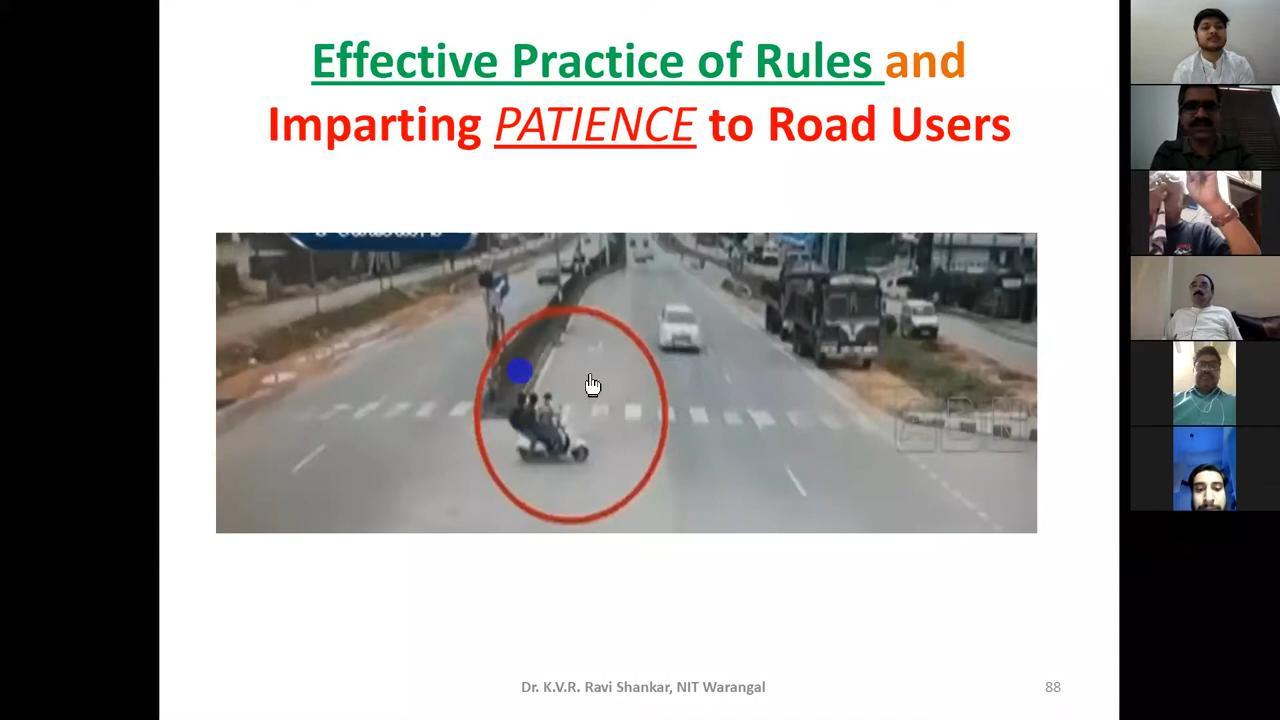 Effective Practice of Rules and
Imparting PATIENCE to Road Users
Dr. K.V.R. Ravi Shankar, NIT Warangal
88